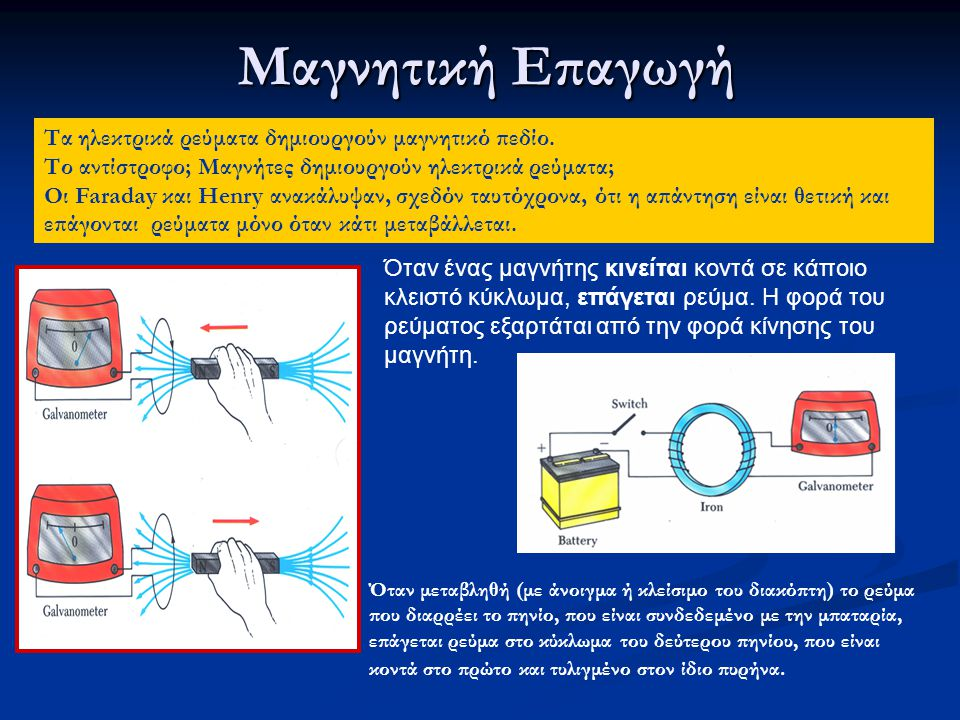 Μαγνητική Επαγωγή
Τα ηλεκτρικά ρεύματα δημιουργούν μαγνητικό πεδίο.
Το αντίστροφο; Μαγνήτες δημιουργούν ηλεκτρικά ρεύματα;
Οι Faraday και Henry ανακάλυψαν, σχεδόν ταυτόχρονα, ότι η απάντηση είναι θετική και
επάγονται ρεύματα μόνο όταν κάτι μεταβάλλεται.
Όταν ένας μαγνήτης κινείται κοντά σε κάποιο
κλειστό κύκλωμα, επάγεται ρεύμα. Η φορά του
ρεύματος εξαρτάται από την φορά κίνησης του
μαγνήτη.
0
N S
Galvanometer
0
N S
Galvanometer
Switch
+ −
0
Galvanometer
Iron
Battery
Όταν μεταβληθή (με άνοιγμα ή κλείσιμο του διακόπτη) το ρεύμα
που διαρρέει το πηνίο, που είναι συνδεδεμένο με την μπαταρία,
επάγεται ρεύμα στο κύκλωμα του δεύτερου πηνίου, που είναι
κοντά στο πρώτο και τυλιγμένο στον ίδιο πυρήνα.